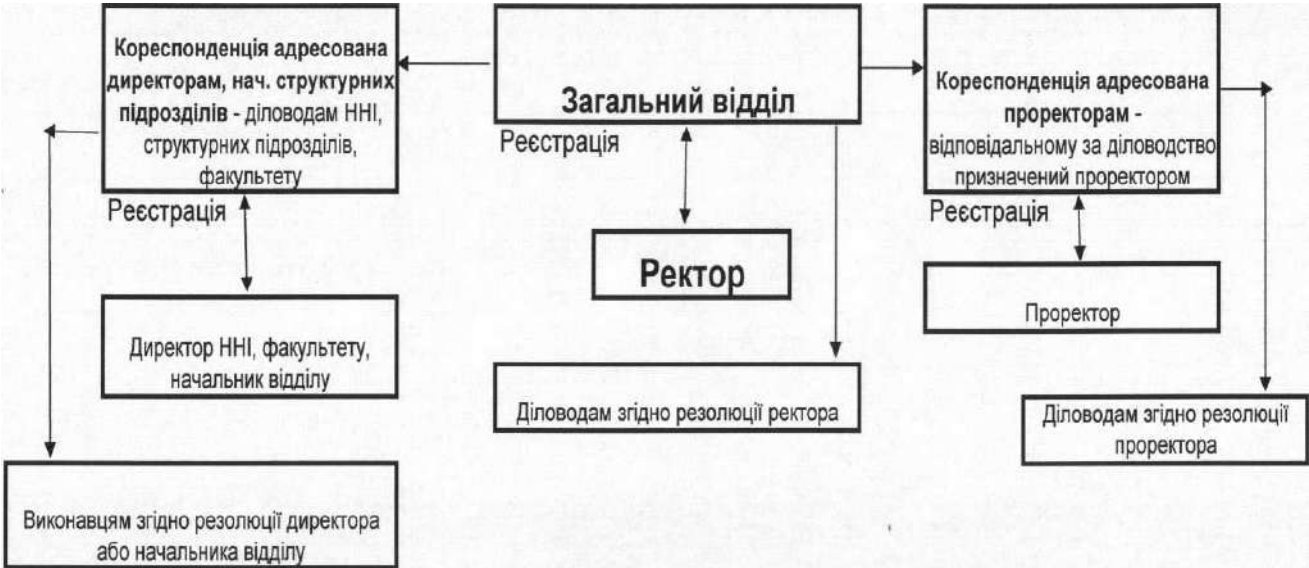 Кореспонденція адресована
директорам, нач. структурних
підрозділів - діловодам ННІ,
структурних підрозділів,
факультету
Реєстрація
Директор ННІ, факультету,
начальник відділу
Виконавцям згідно резолюції директора
або начальника відділу
Загальний відділ
Реєстрація
Ректор
Діловодам згідно резолюції ректора
Кореспонденція адресована
проректорам -
відповідальному за діловодство
призначений проректором
Реєстрація
Проректор
Діловодам згідно резолюції
проректора